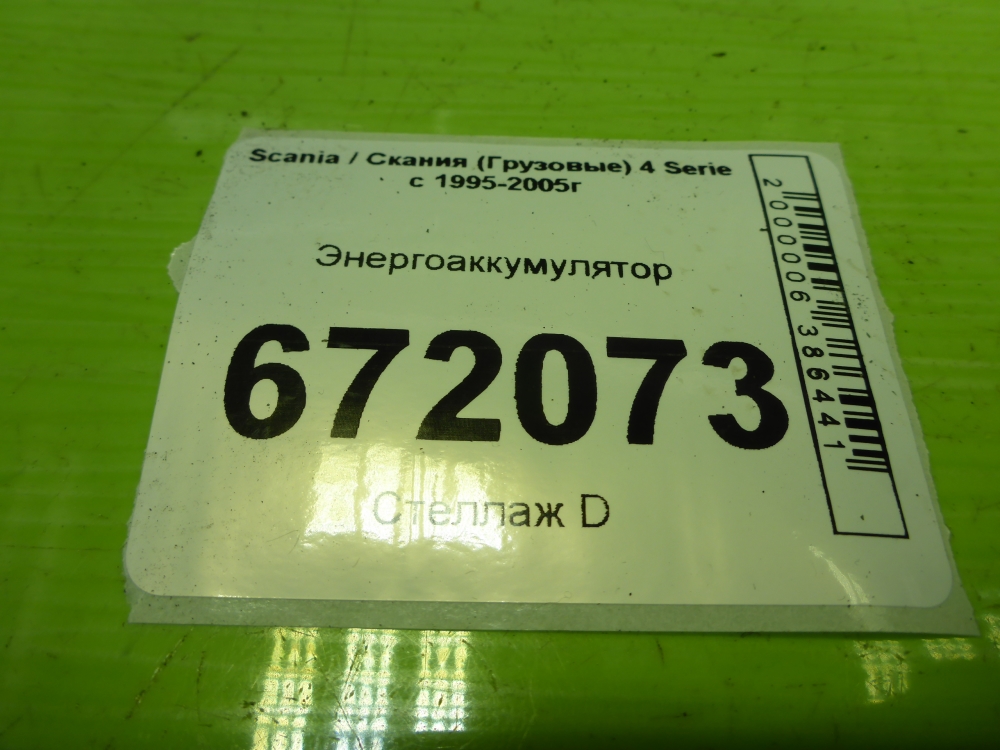 Scania / Скания (Грузовые) 4 Serie
с 1995-2005г
Энергоаккумулятор
672073
Стеллаж D
2000006386441